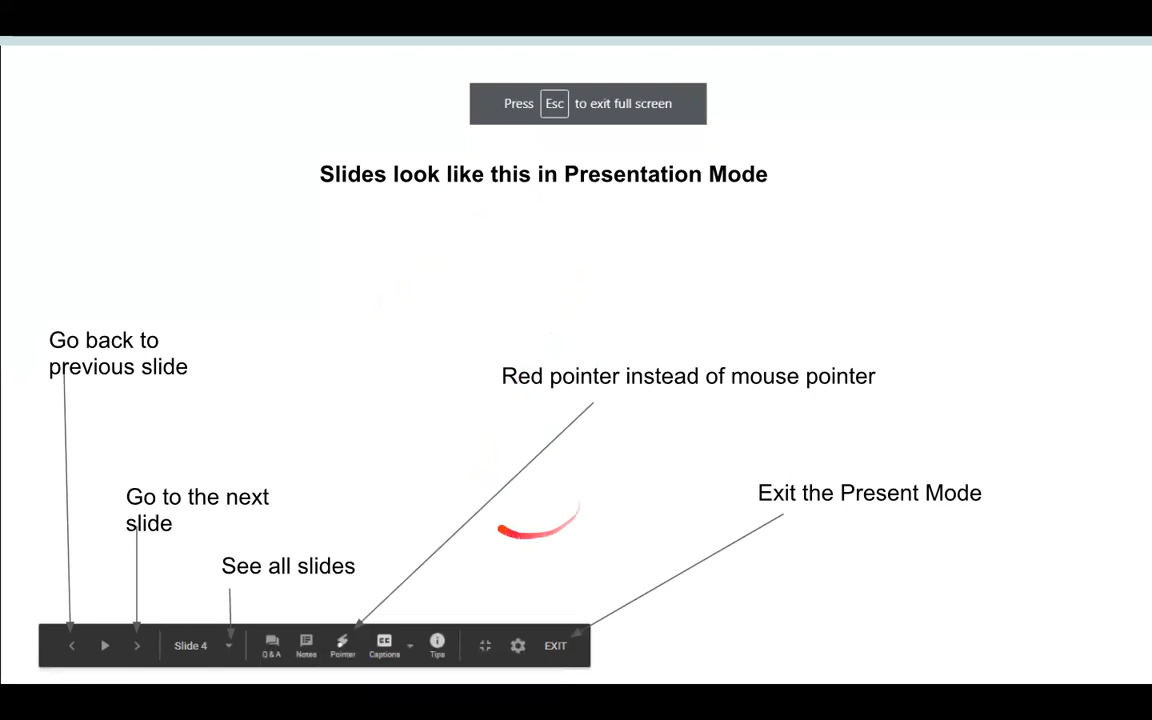 Press Esc to exit full screen
Slides look like this in Presentation Mode
Go back to
previous slide
Red pointer instead of mouse pointer
Go to the next
slide
Exit the Present Mode
See all slides
Slide 4
Q & A
Notes
Pointer
CC
Captions
Tips
EXIT